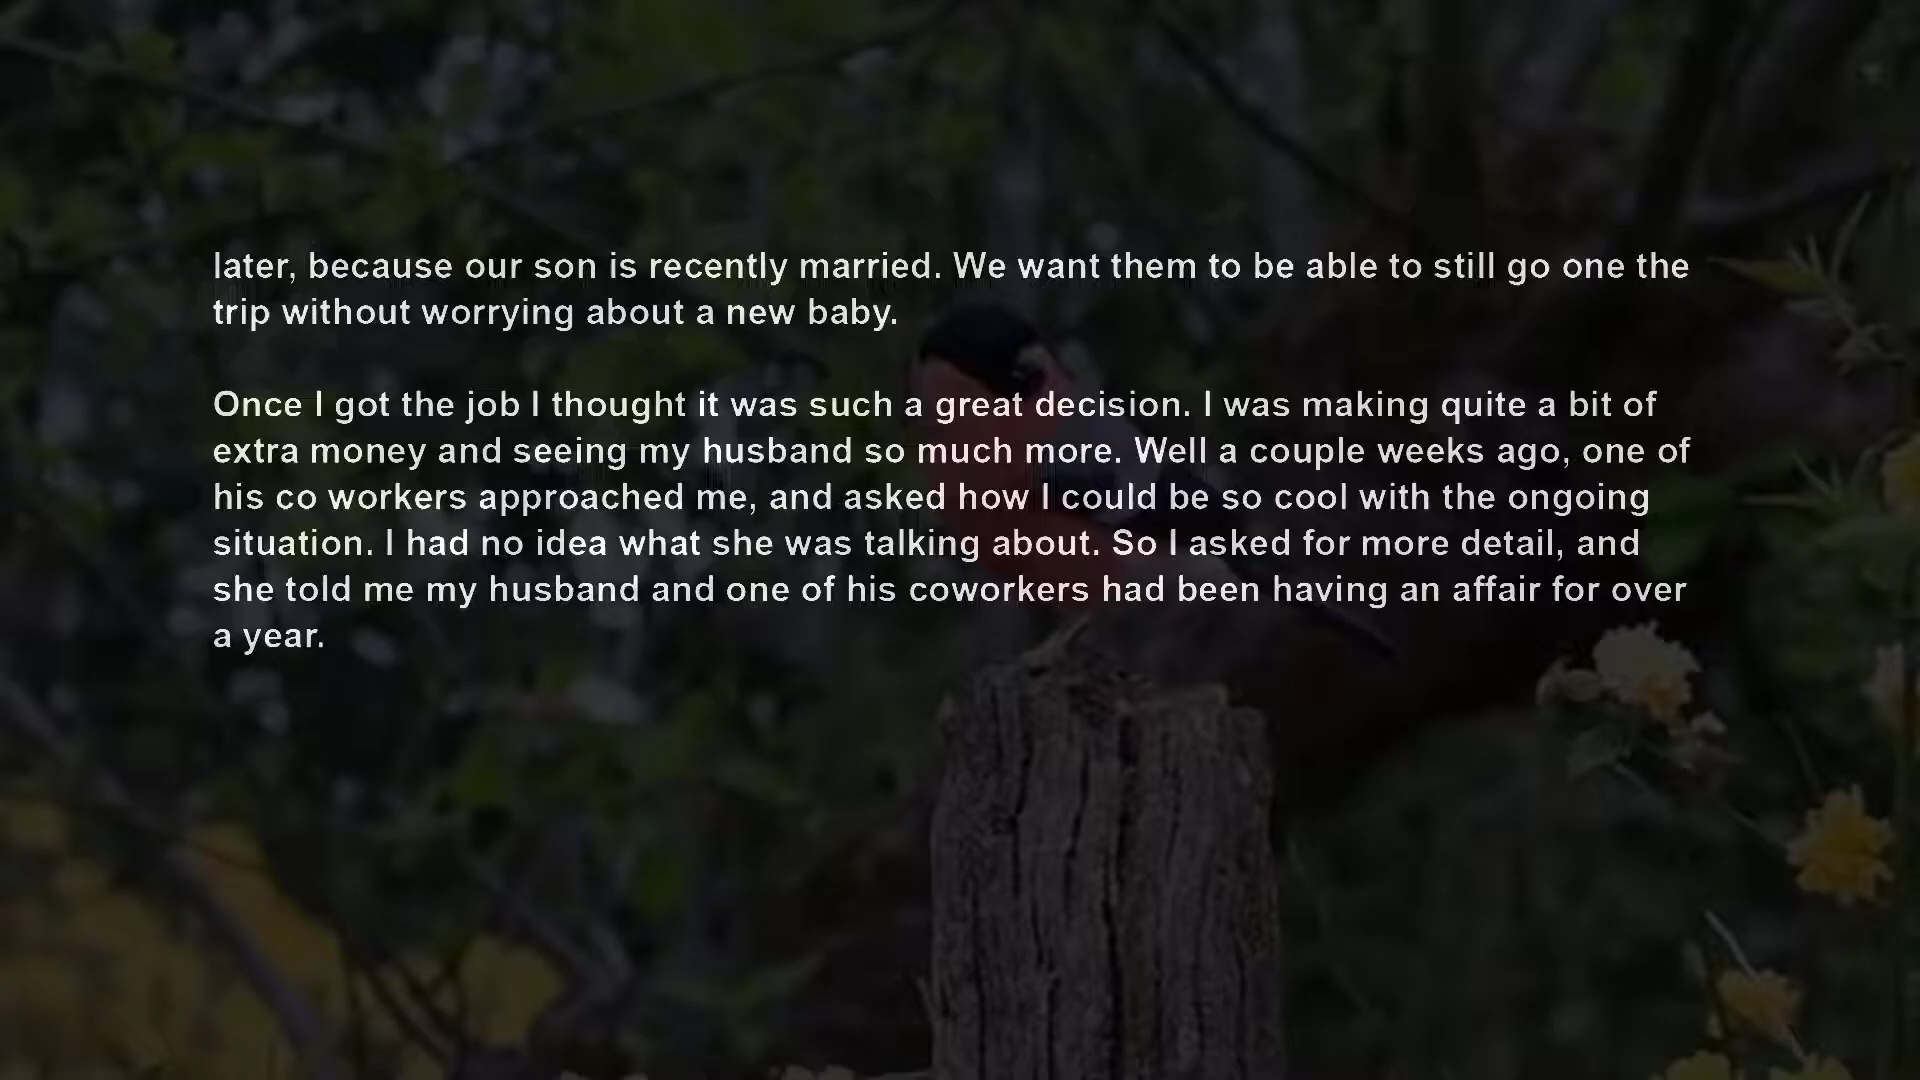 later, because our son is recently married. We want them to be able to still go one the
trip without worrying about a new baby.
Once I got the job I thought it was such a great decision. I was making quite a bit of
extra money and seeing my husband so much more. Well a couple weeks ago, one of
his co workers approached me, and asked how I could be so cool with the ongoing
situation. I had no idea what she was talking about. So I asked for more detail, and
she told me my husband and one of his coworkers had been having an affair for over
a year.